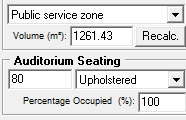 Public service zone
Volume (m³): 1261.43 Recalc.
Auditorium Seating
80 Upholstered
Percentage Occupied (%): 100